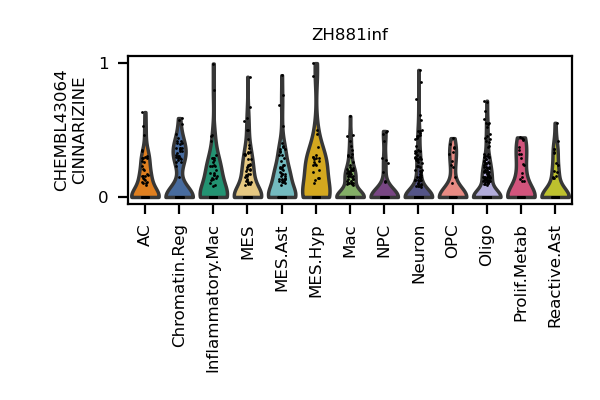 ZH881inf
CHEMBL43064
CINNARIZINE
1
0
AC
Chromatin.Reg
Inflammatory.Mac
MES
MES.Ast
MES.Hyp
Mac
NPC
Neuron
OPC
Oligo
Prolif.Metab
Reactive.Ast